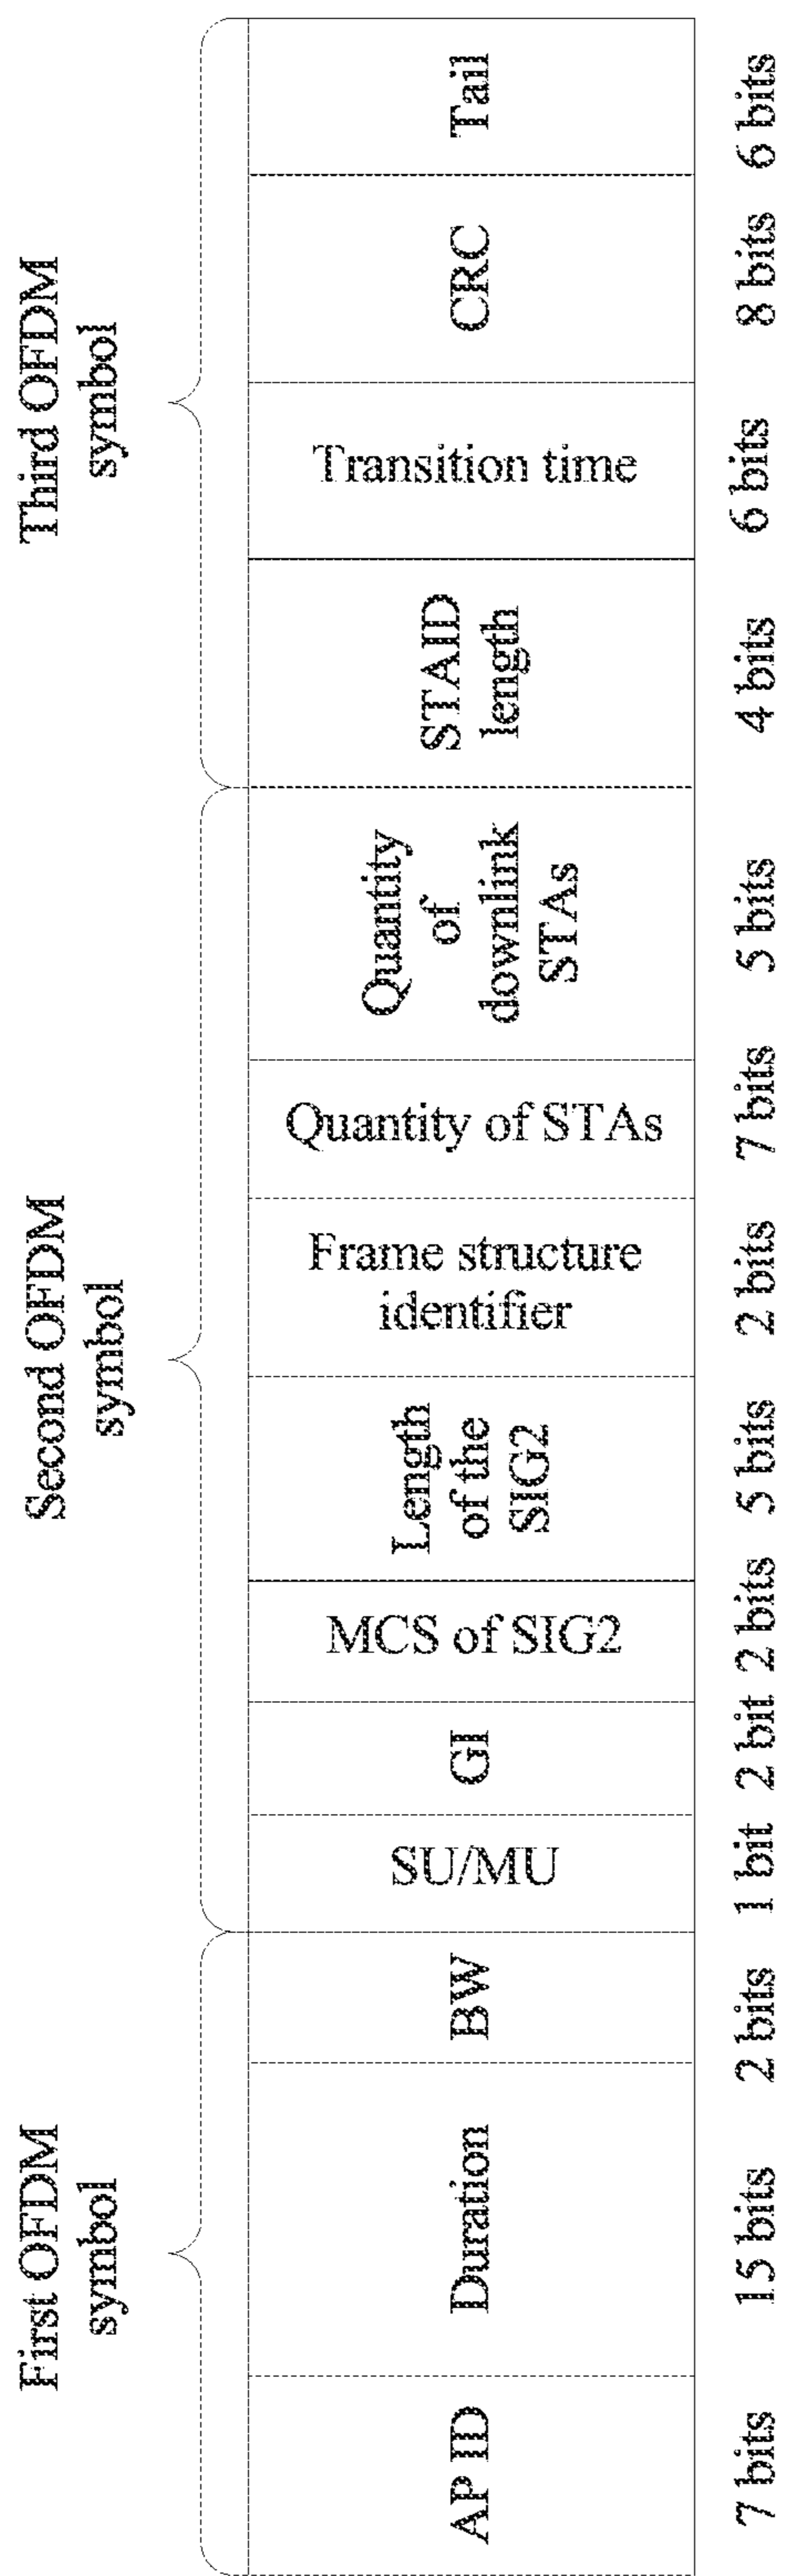 First OFDM
symbol
Second OFDM
symbol
Third OFDM
symbol
AP ID
Duration
BW
SU/MU
GI
MCS of SIG2
Length
of the
SIG2
Frame structure
identifier
Quantity of STAs
Quantity
of
downlink
STAs
STAID
length
Transition time
CRC
Tail
7 bits
15 bits
2 bits
1 bit
2 bit
2 bits
5 bits
2 bits
7 bits
5 bits
4 bits
6 bits
8 bits
6 bits